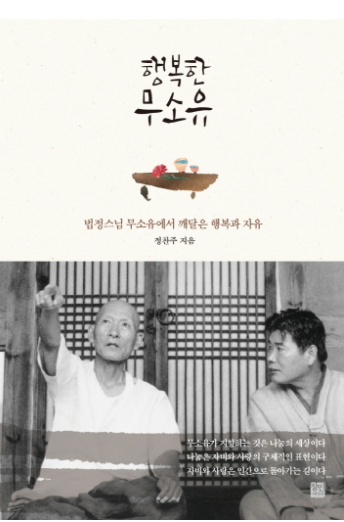 행복한
무소유
법정스님 무소유에서 깨달은 행복과 자유
정찬주 지음
무소유가 지향하는 것은 나눔의 세상이다
나눔은 자비와 사랑의 구체적인 표현이다
자비와 사랑은 인간으로 돌아가는 길이다